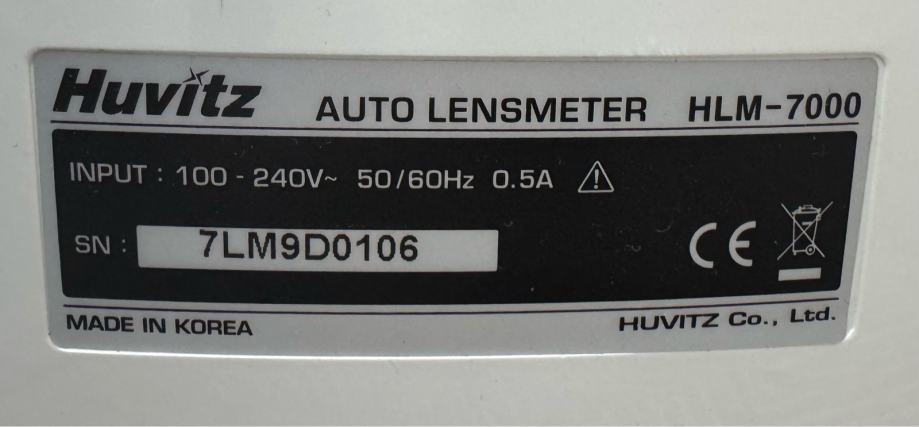 Huvitz AUTO LENSMETER HLM-7000
INPUT : 100 - 240V~ 50/60Hz 0.5A
SN : 7LM9D0106
CE
MADE IN KOREA HUVITZ Co., Ltd.